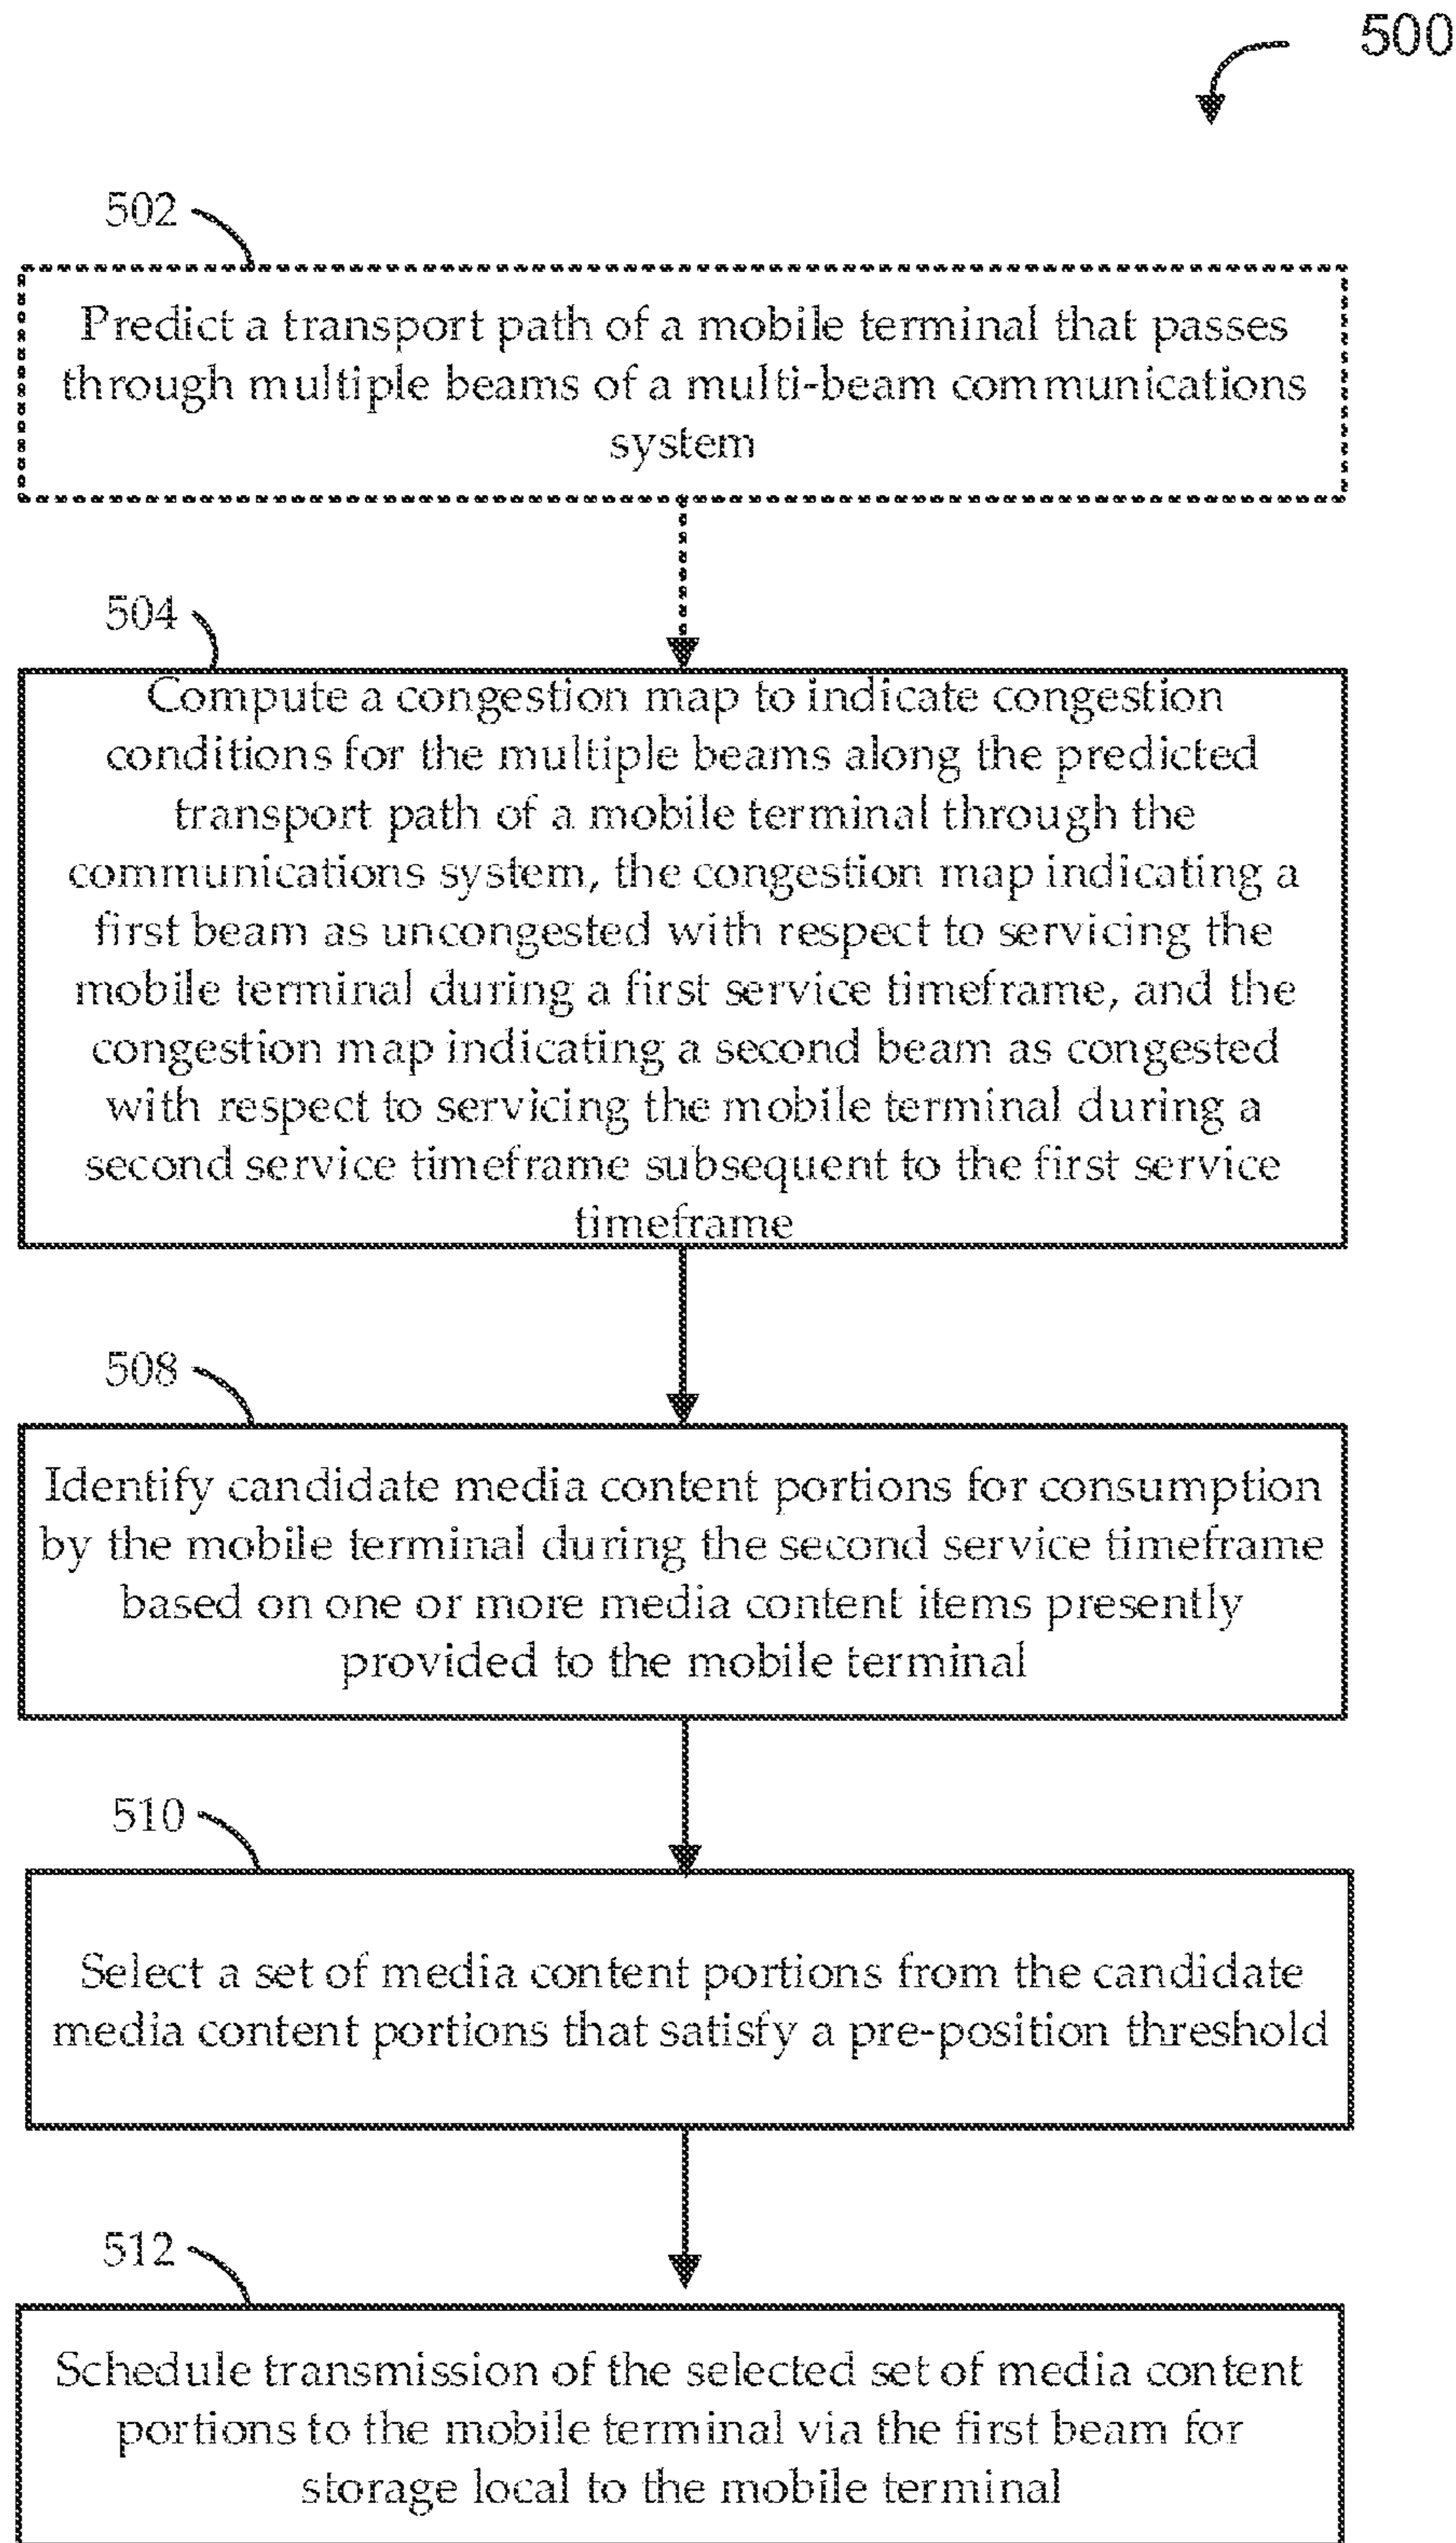 500
502
Predict a transport path of a mobile terminal that passes
through multiple beams of a multi-beam communications
system
504
Compute a congestion map to indicate congestion
conditions for the multiple beams along the predicted
transport path of a mobile terminal through the
communications system, the congestion map indicating a
first beam as uncongested with respect to servicing the
mobile terminal during a first service timeframe, and the
congestion map indicating a second beam as congested
with respect to servicing the mobile terminal during a
second service timeframe subsequent to the first service
timeframe
508
Identify candidate media content portions for consumption
by the mobile terminal during the second service timeframe
based on one or more media content items presently
provided to the mobile terminal
510
Select a set of media content portions from the candidate
media content portions that satisfy a pre-position threshold
512
Schedule transmission of the selected set of media content
portions to the mobile terminal via the first beam for
storage local to the mobile terminal